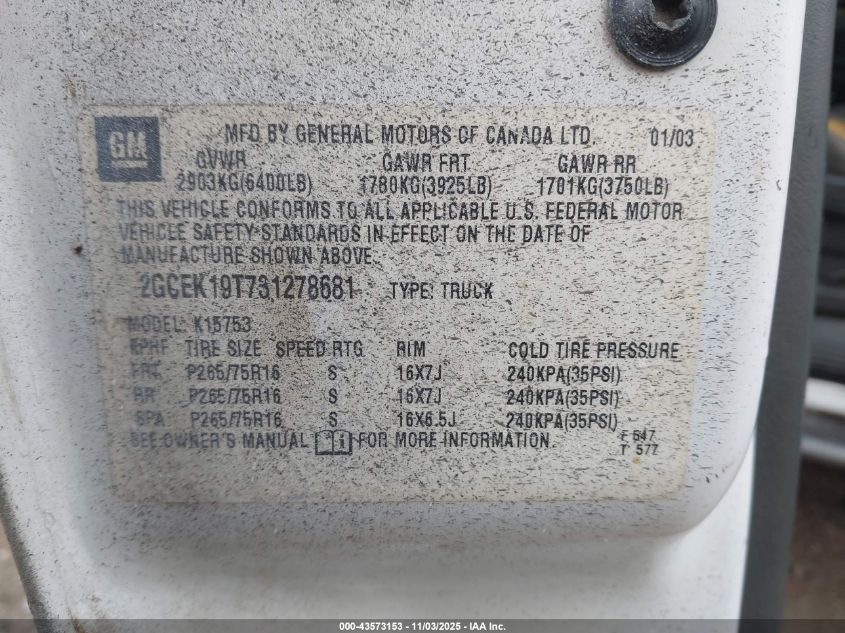 GM
MFD BY GENERAL MOTORS OF CANADA LTD. 01/03
GVWR GAWR FRT GAWR RR
2903KG(6400LB) 1780KG(3925LB) 1701KG(3750LB)
THIS VEHICLE CONFORMS TO ALL APPLICABLE U.S. FEDERAL MOTOR
VEHICLE SAFETY STANDARDS IN EFFECT ON THE DATE OF
MANUFACTURE SHOWN ABOVE.
2GCEK19T731278681 TYPE: TRUCK
MODEL: K15753
TIRE SIZE SPEED RTG RIM COLD TIRE PRESSURE
FRT P265/75R16 S 16X7J 240KPA(35PSI)
RR P265/75R16 S 16X7J 240KPA(35PSI)
SPA P265/75R16 S 16X6.5J 240KPA(35PSI)
SEE OWNER'S MANUAL FOR MORE INFORMATION.
F 547
T 577
000-43573153 - 11/03/2025 - IAA Inc.